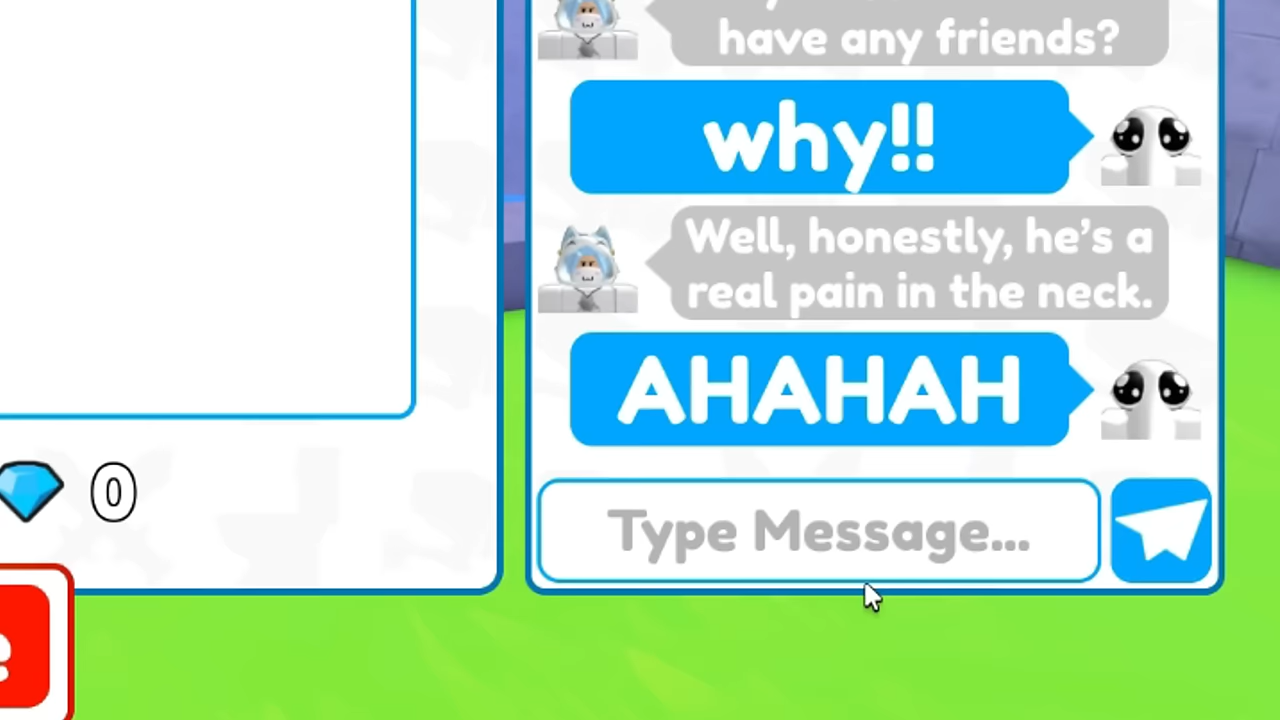 have any friends?
why!!
Well, honestly, he's a
real pain in the neck.
AHAHAH
0
Type Message...